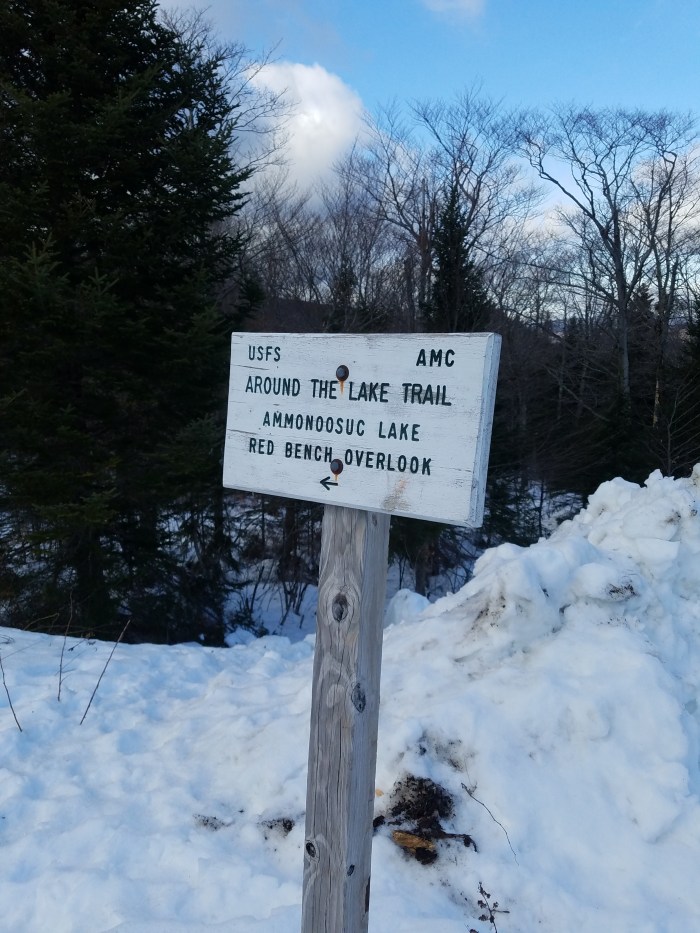 USFS AMC
AROUND THE LAKE TRAIL
AMMONOOSUC LAKE
RED BENCH OVERLOOK
←